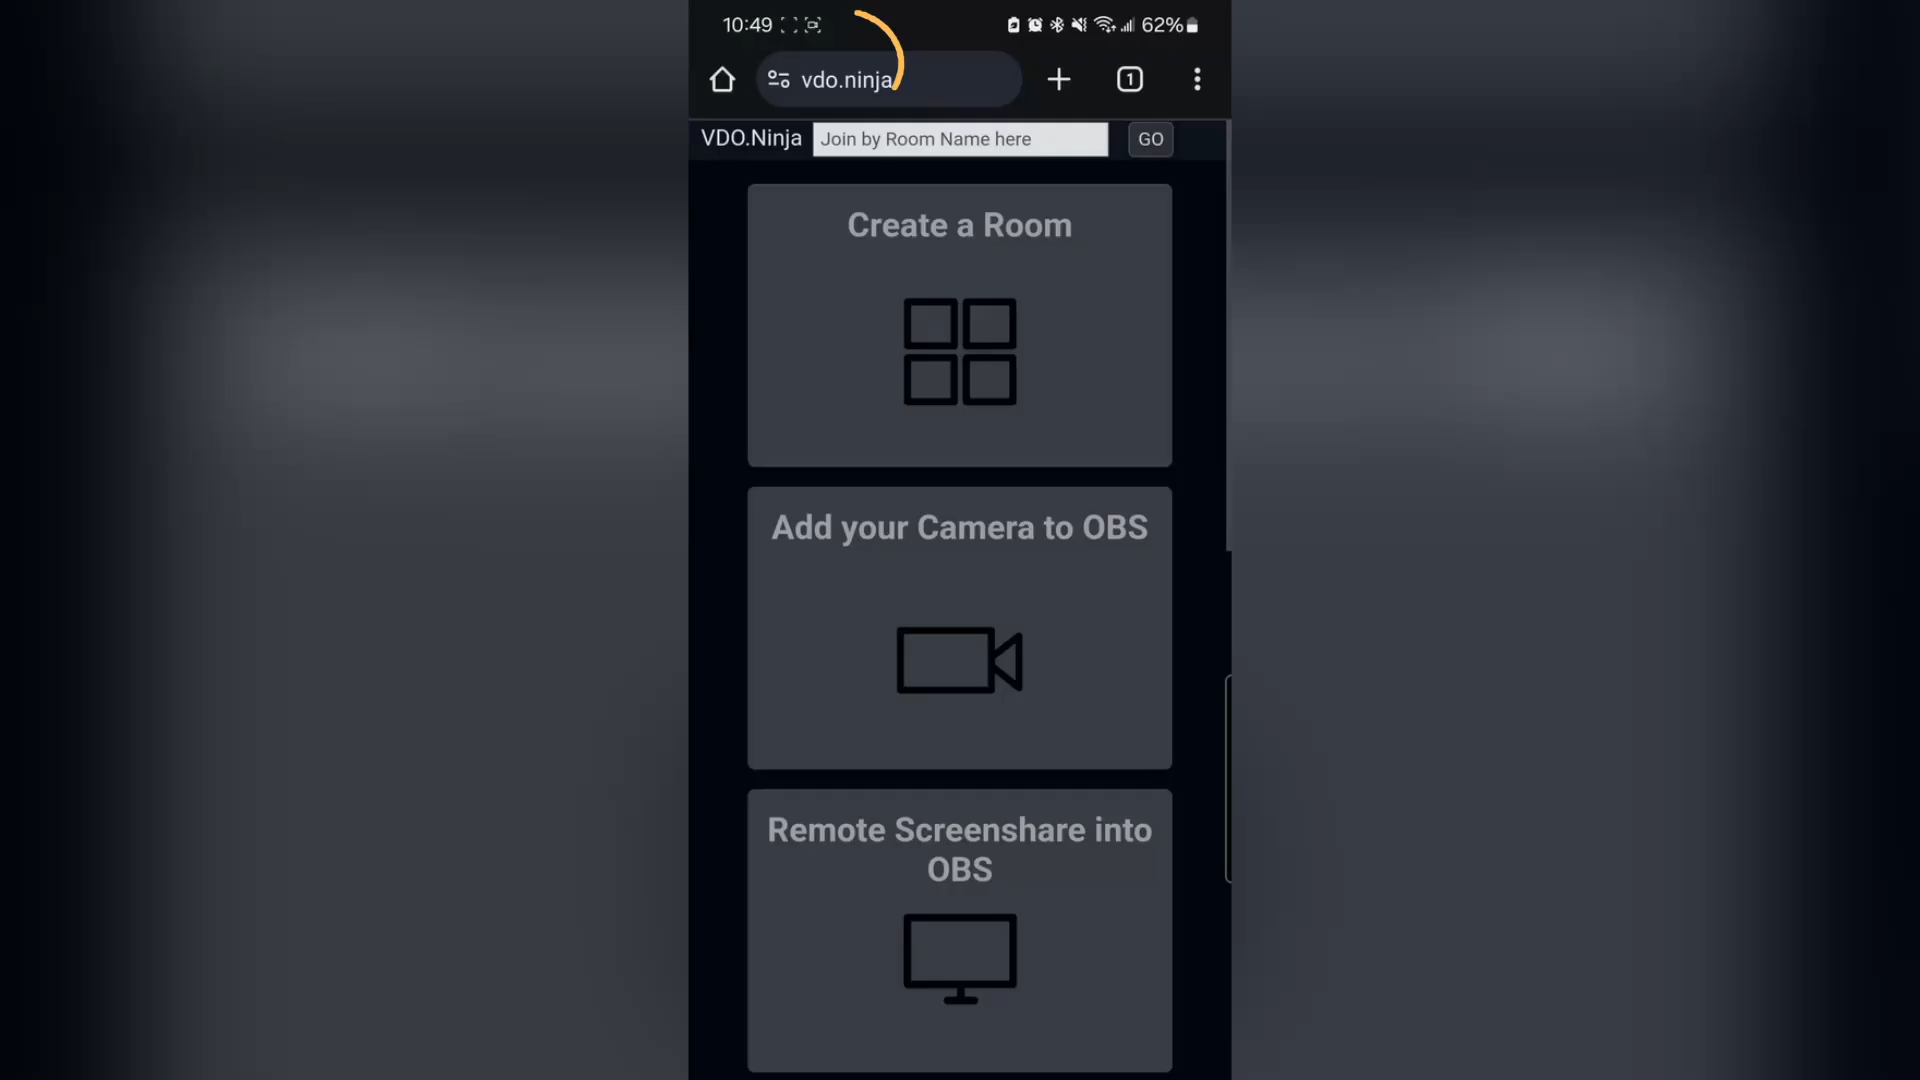 10:49 62%
vdo.ninja 1
VDO.Ninja Join by Room Name here GO
Create a Room
Add your Camera to OBS
Remote Screenshare into
OBS